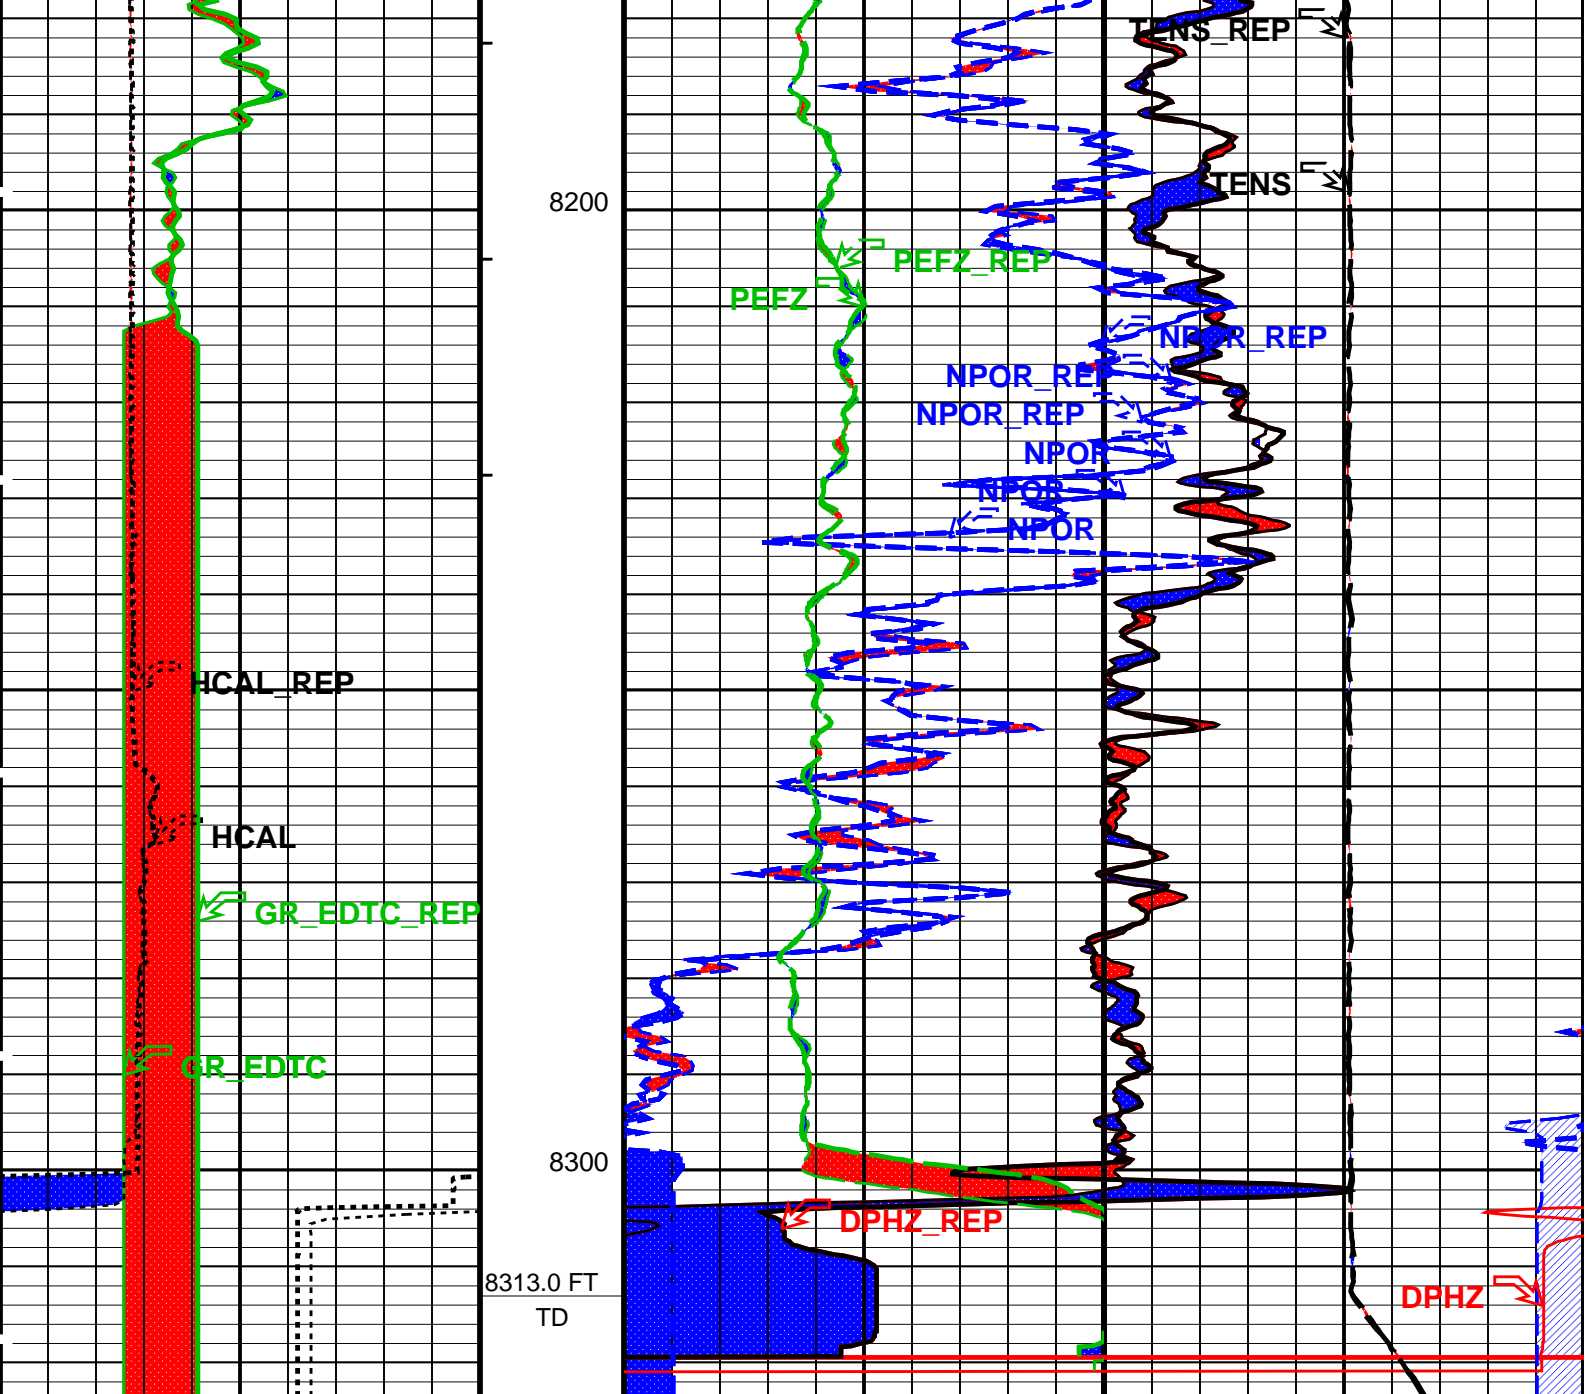 TENS_REP
TENS
8200
PEFZ_REP
PEFZ
NPOR_REP
NPOR_REP
NPOR_REP
NPOR
NPOR
NPOR
HCAL_REP
HCAL
GR_EDTC_REP
GR_EDTC
8300
DPHZ_REP
8313.0 FT
DPHZ
TD